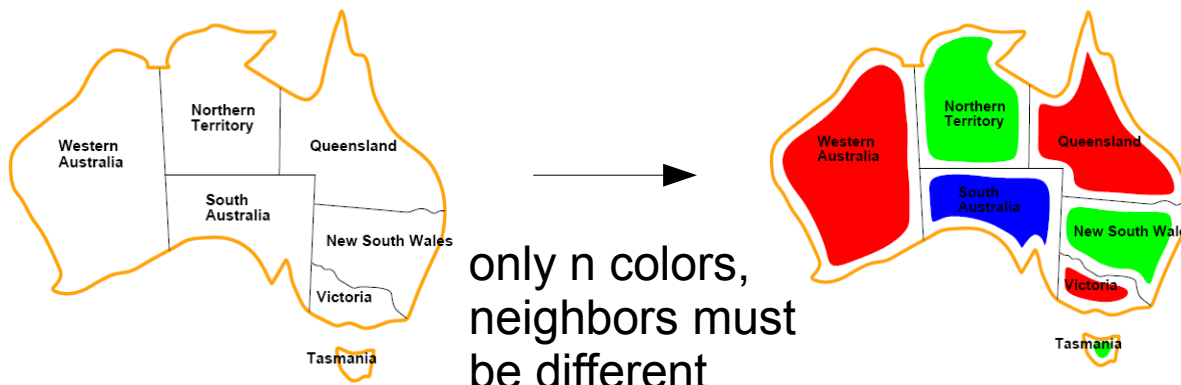 Northern
Territory
Western
Australia
Queensland
South
Australia
New South Wales
Victoria
Tasmania
only n colors,
neighbors must
be different
Northern
Territory
Western
Australia
Queensland
South
Australia
New South Wal
Victoria
Tasmania